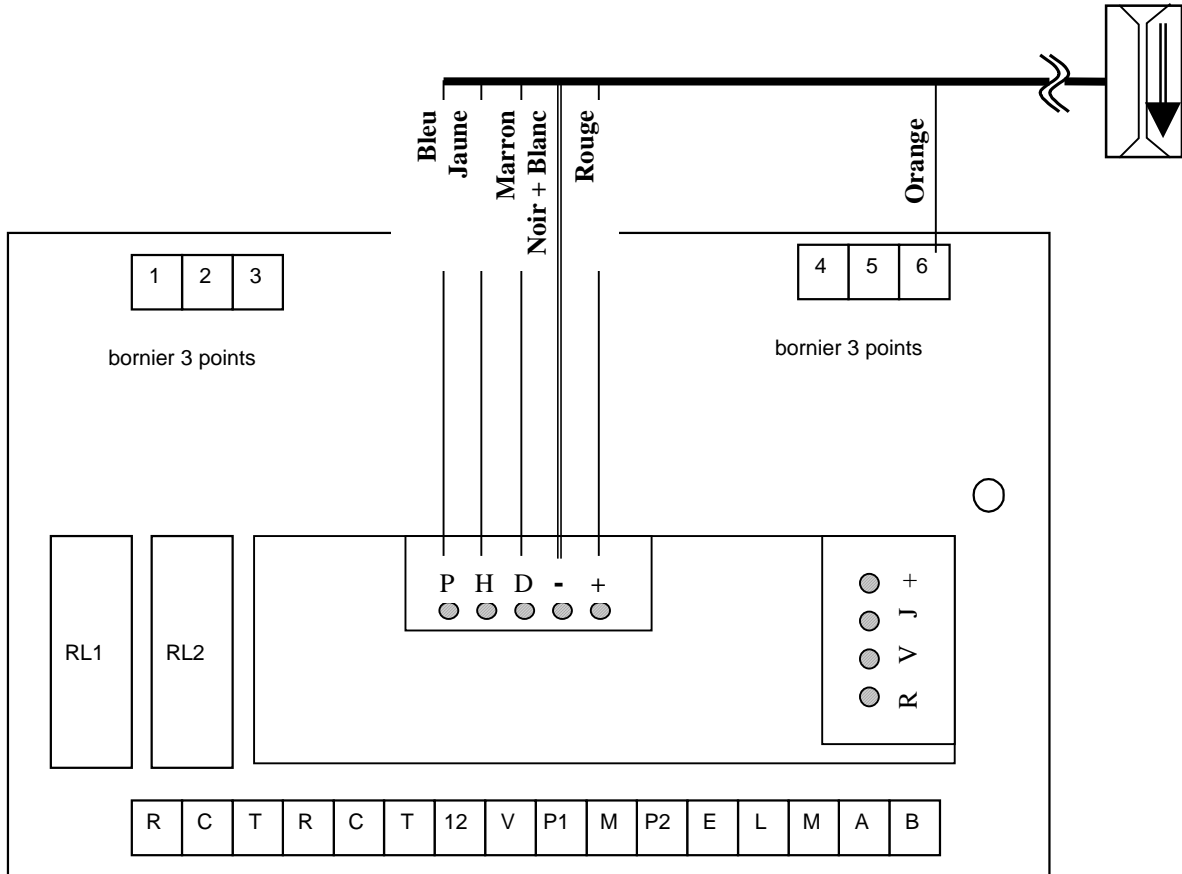 Bleu
Jaune
Marron
Noir + Blanc
Rouge
Orange
1 2 3
4 5 6
bornier 3 points
bornier 3 points
P H D - +
+
J
V
R
RL1
RL2
R C T R C T 12 V P1 M P2 E L M A B